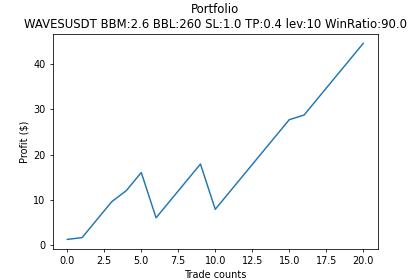 Portfolio
WAVESUSDT BBM:2.6 BBL:260 SL:1.0 TP:0.4 lev:10 WinRatio:90.0
40
30
20
10
0
Profit ($)
0.0 2.5 5.0 7.5 10.0 12.5 15.0 17.5 20.0
Trade counts